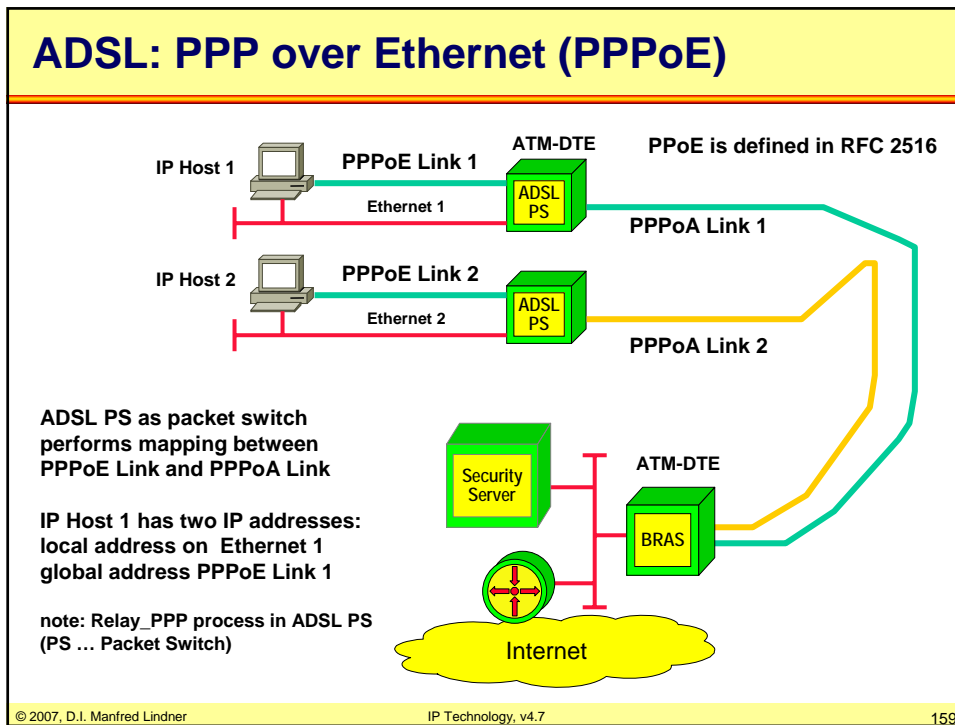 ADSL: PPP over Ethernet (PPPoE)
ATM-DTE
PPoE is defined in RFC 2516
IP Host 1
PPPoE Link 1
ADSL
PS
Ethernet 1
PPPoA Link 1
IP Host 2
PPPoE Link 2
ADSL
PS
Ethernet 2
PPPoA Link 2
ADSL PS as packet switch
performs mapping between
PPPoE Link and PPPoA Link
IP Host 1 has two IP addresses:
local address on Ethernet 1
global address PPPoE Link 1
note: Relay_PPP process in ADSL PS
(PS ... Packet Switch)
Security
Server
ATM-DTE
BRAS
Internet
© 2007, D.I. Manfred Lindner
IP Technology, v4.7
159